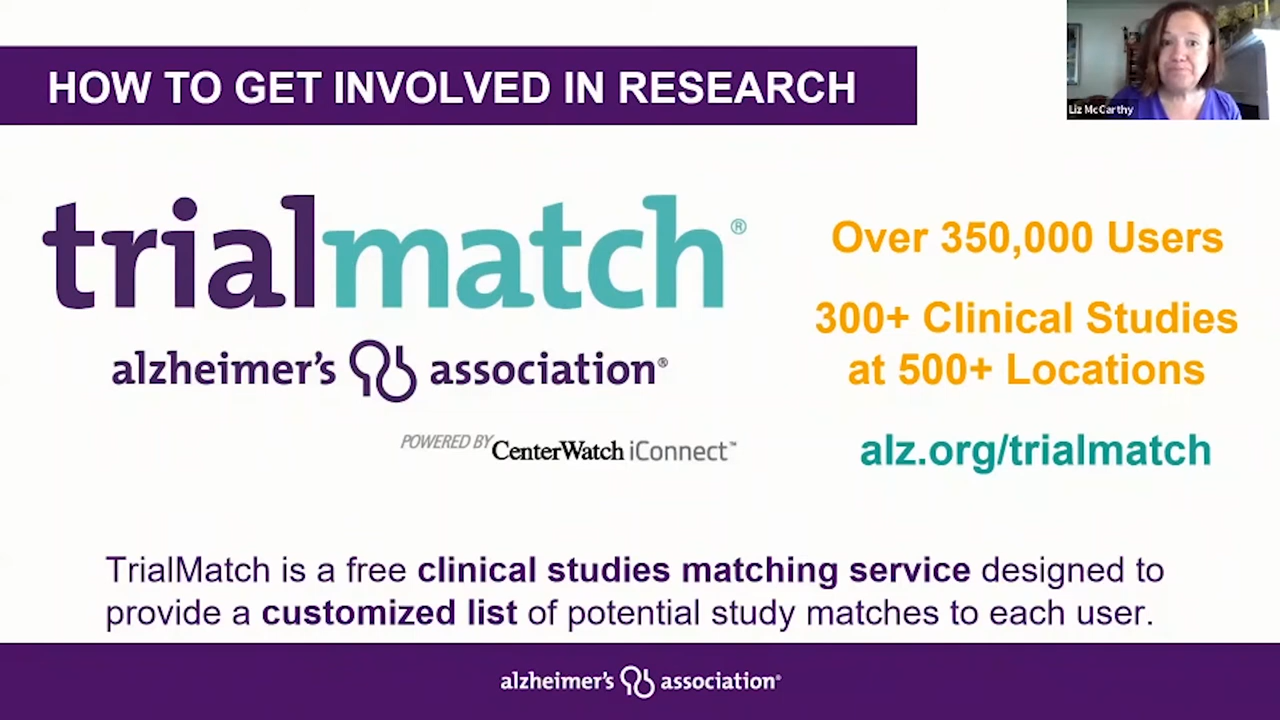 HOW TO GET INVOLVED IN RESEARCH
Liz McCarthy
trialmatch®
alzheimer's association®
POWERED BY CenterWatch iConnect™
Over 350,000 Users
300+ Clinical Studies
at 500+ Locations
alz.org/trialmatch
TrialMatch is a free clinical studies matching service designed to
provide a customized list of potential study matches to each user.
alzheimer's association®